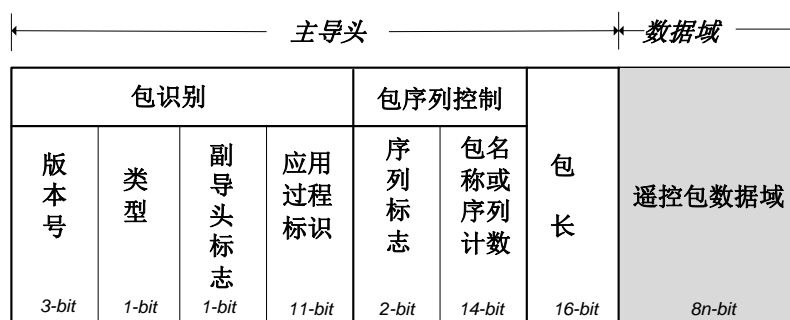 主导头 数据域
包识别 包序列控制
版本号 类型 副导头标志 应用过程标识 序列标志 包名称或序列计数 包长 遥控包数据域
3-bit 1-bit 1-bit 11-bit 2-bit 14-bit 16-bit 8n-bit